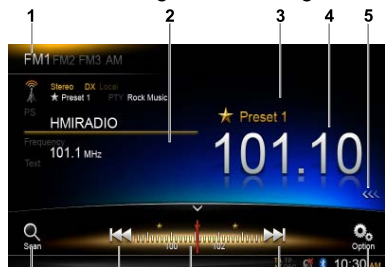 1 2 3 4 5
FM1 FM2 FM3 AM
Stereo DX Local
★ Preset 1 PTY Rock Music
PS
HMIRADIO
Frequency
101.1 MHz
Text
★ Preset 1
101.10
Scan
100 102
Option
10:30 AM